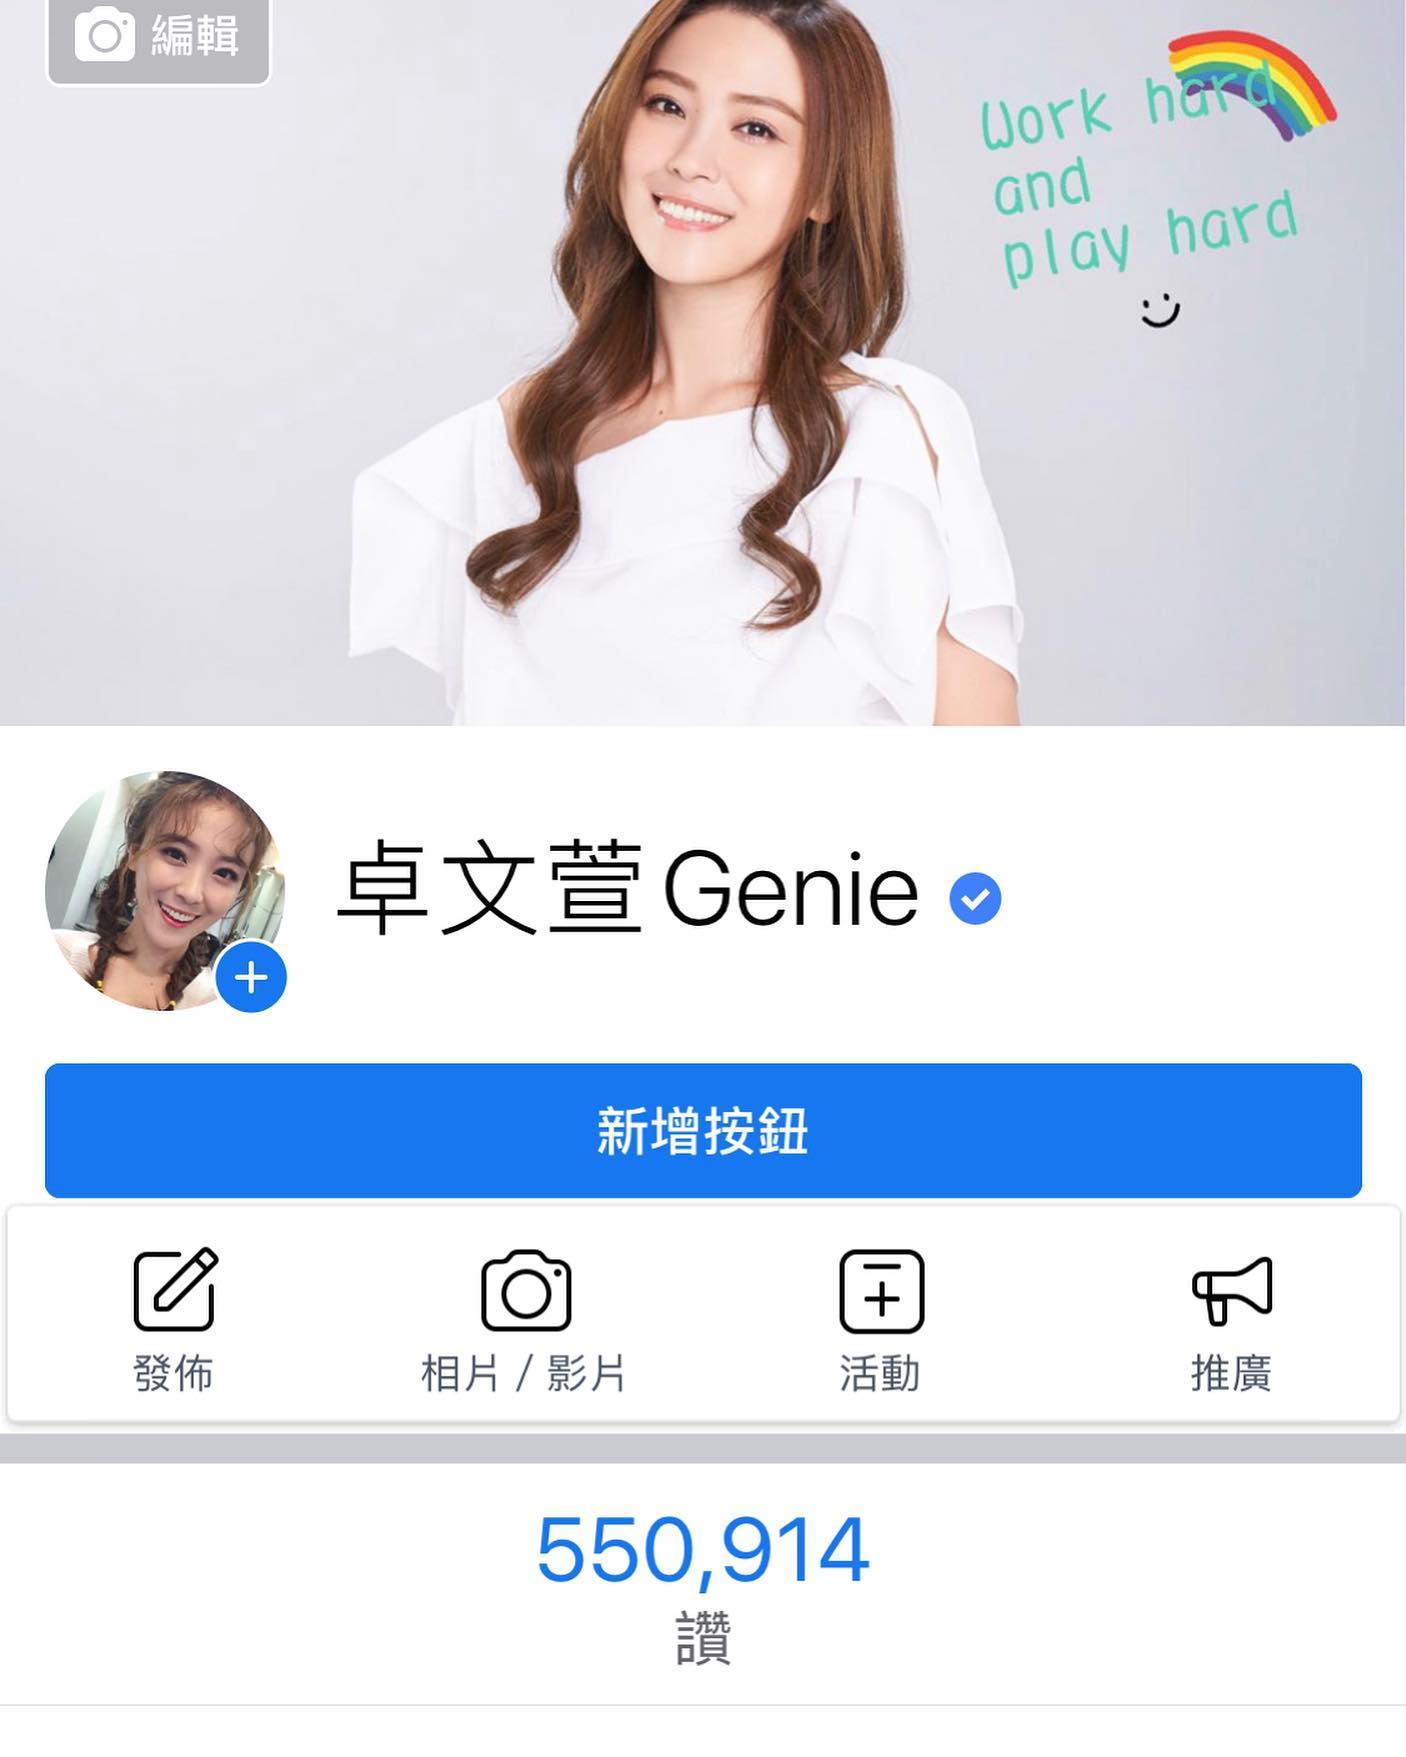 編輯
Work hard
and
play hard
卓文萱Genie
新增按鈕
發佈
相片 / 影片
活動
推廣
550,914
讚